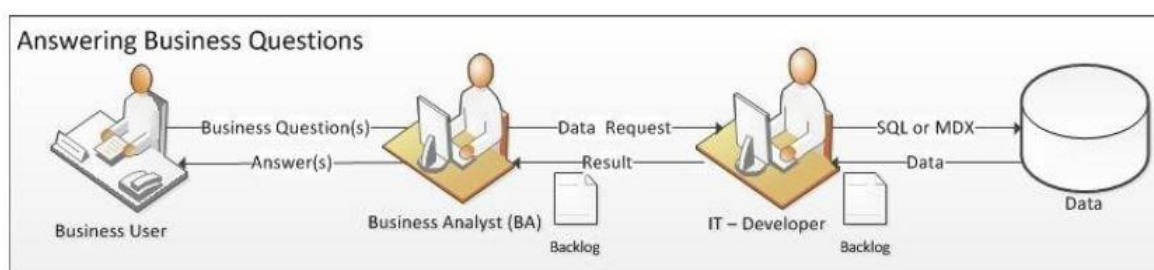 Answering Business Questions
Business Question(s)
Answer(s)
Data Request
Result
SQL or MDX
Data
Business User
Business Analyst (BA)
Backlog
IT – Developer
Backlog
Data